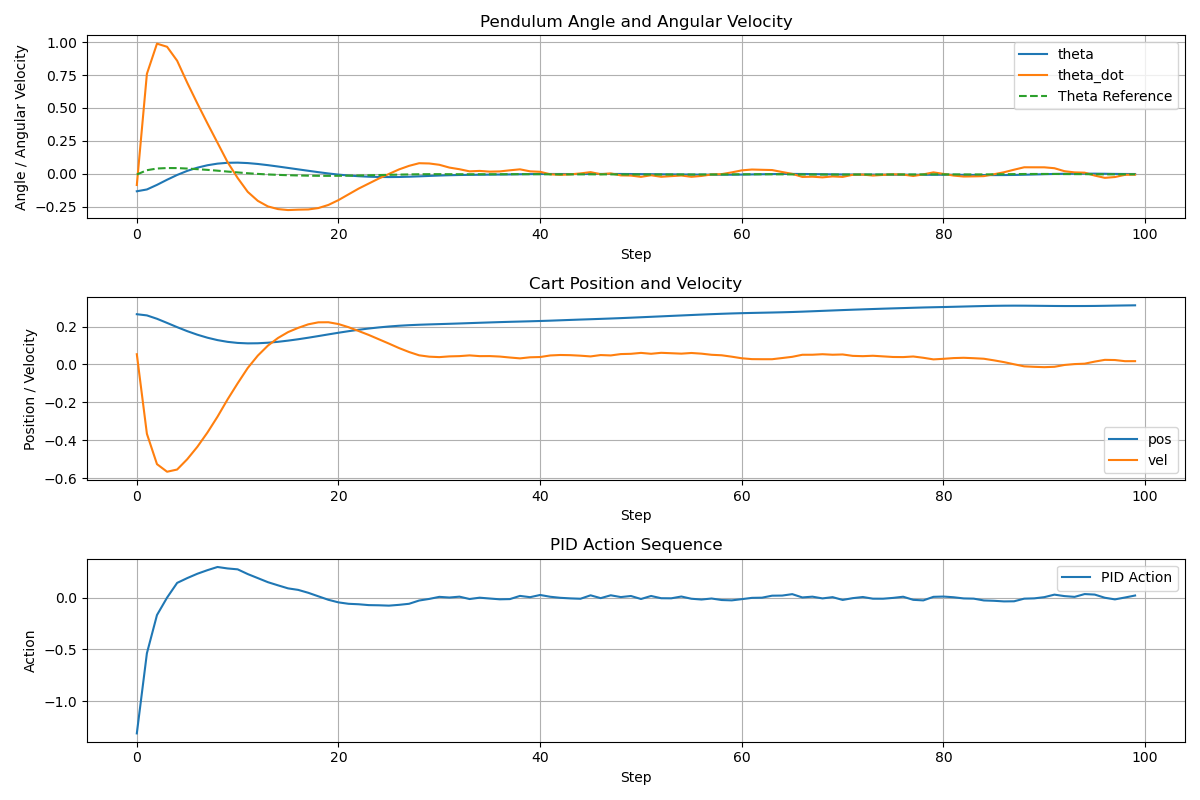 Pendulum Angle and Angular Velocity
Angle / Angular Velocity
1.00
0.75
0.50
0.25
0.00
−0.25
theta
theta_dot
Theta Reference
0 20 40 60 80 100
Step
Cart Position and Velocity
Position / Velocity
0.2
0.0
−0.2
−0.4
−0.6
pos
vel
0 20 40 60 80 100
Step
PID Action Sequence
Action
0.0
−0.5
−1.0
PID Action
0 20 40 60 80 100
Step